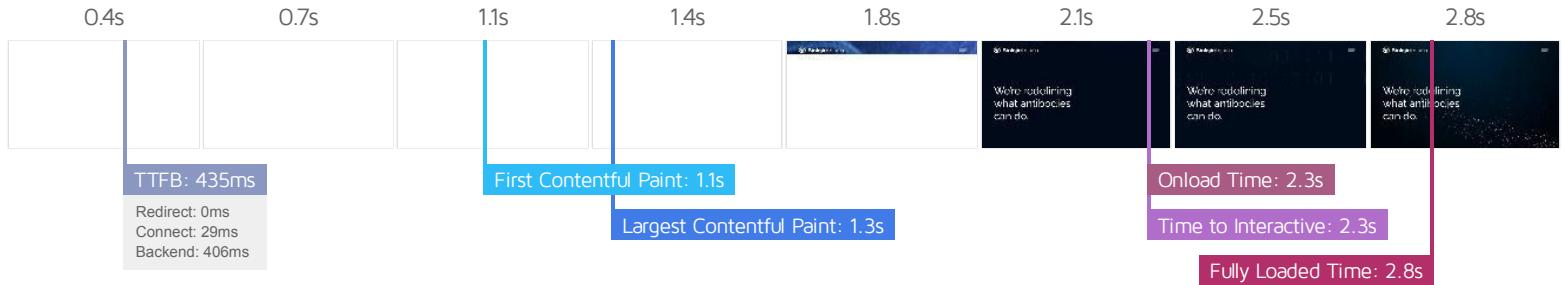 0.4s 0.7s 1.1s 1.4s 1.8s 2.1s 2.5s 2.8s
We're redefining
what antibodies
can do.
We're redefining
what antibodies
can do.
We're redefining
what antibodies
can do.
TTFB: 435ms
First Contentful Paint: 1.1s
Onload Time: 2.3s
Redirect: 0ms
Connect: 29ms
Backend: 406ms
Largest Contentful Paint: 1.3s
Time to Interactive: 2.3s
Fully Loaded Time: 2.8s